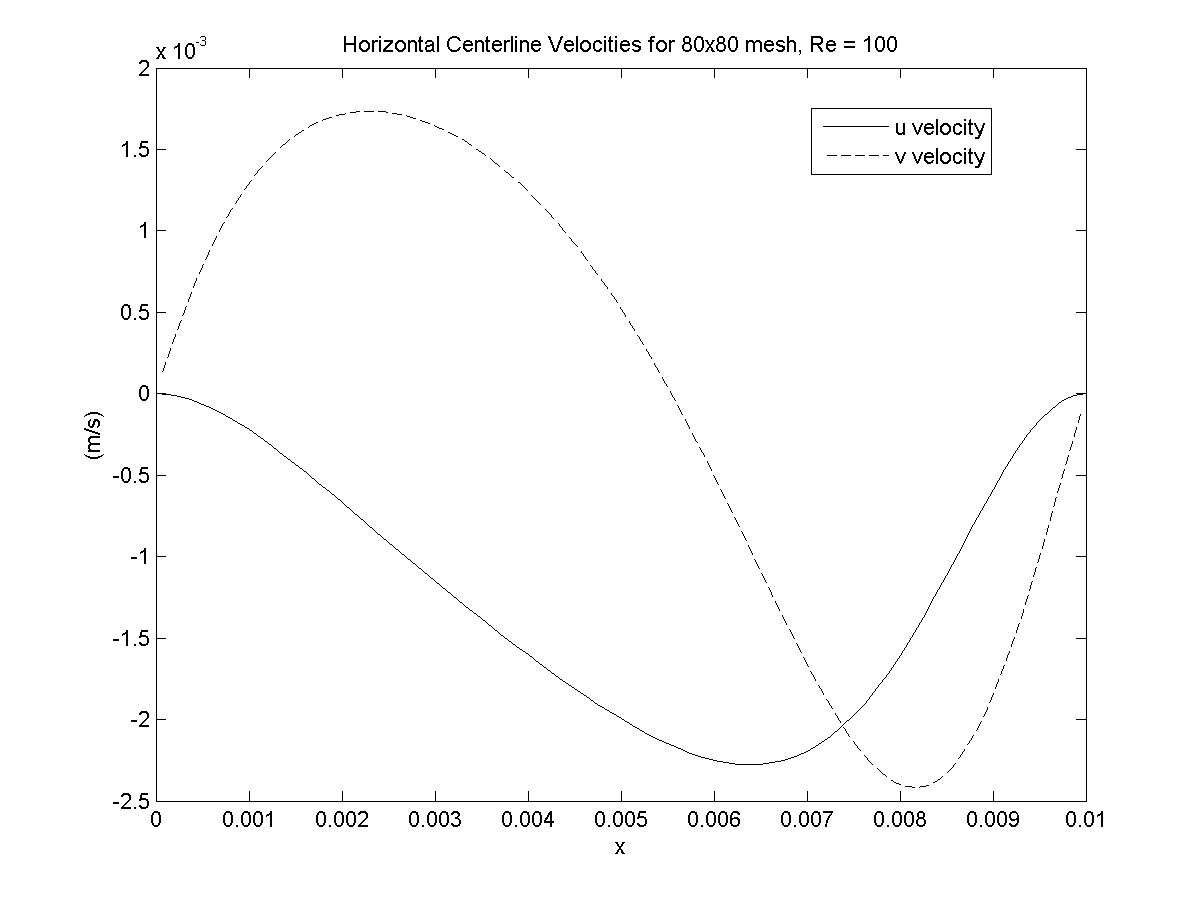 Horizontal Centerline Velocities for 80x80 mesh, Re = 100
x 10^-3
u velocity
v velocity
2
1.5
1
0.5
0
-0.5
-1
-1.5
-2
-2.5
(m/s)
0 0.001 0.002 0.003 0.004 0.005 0.006 0.007 0.008 0.009 0.01
x